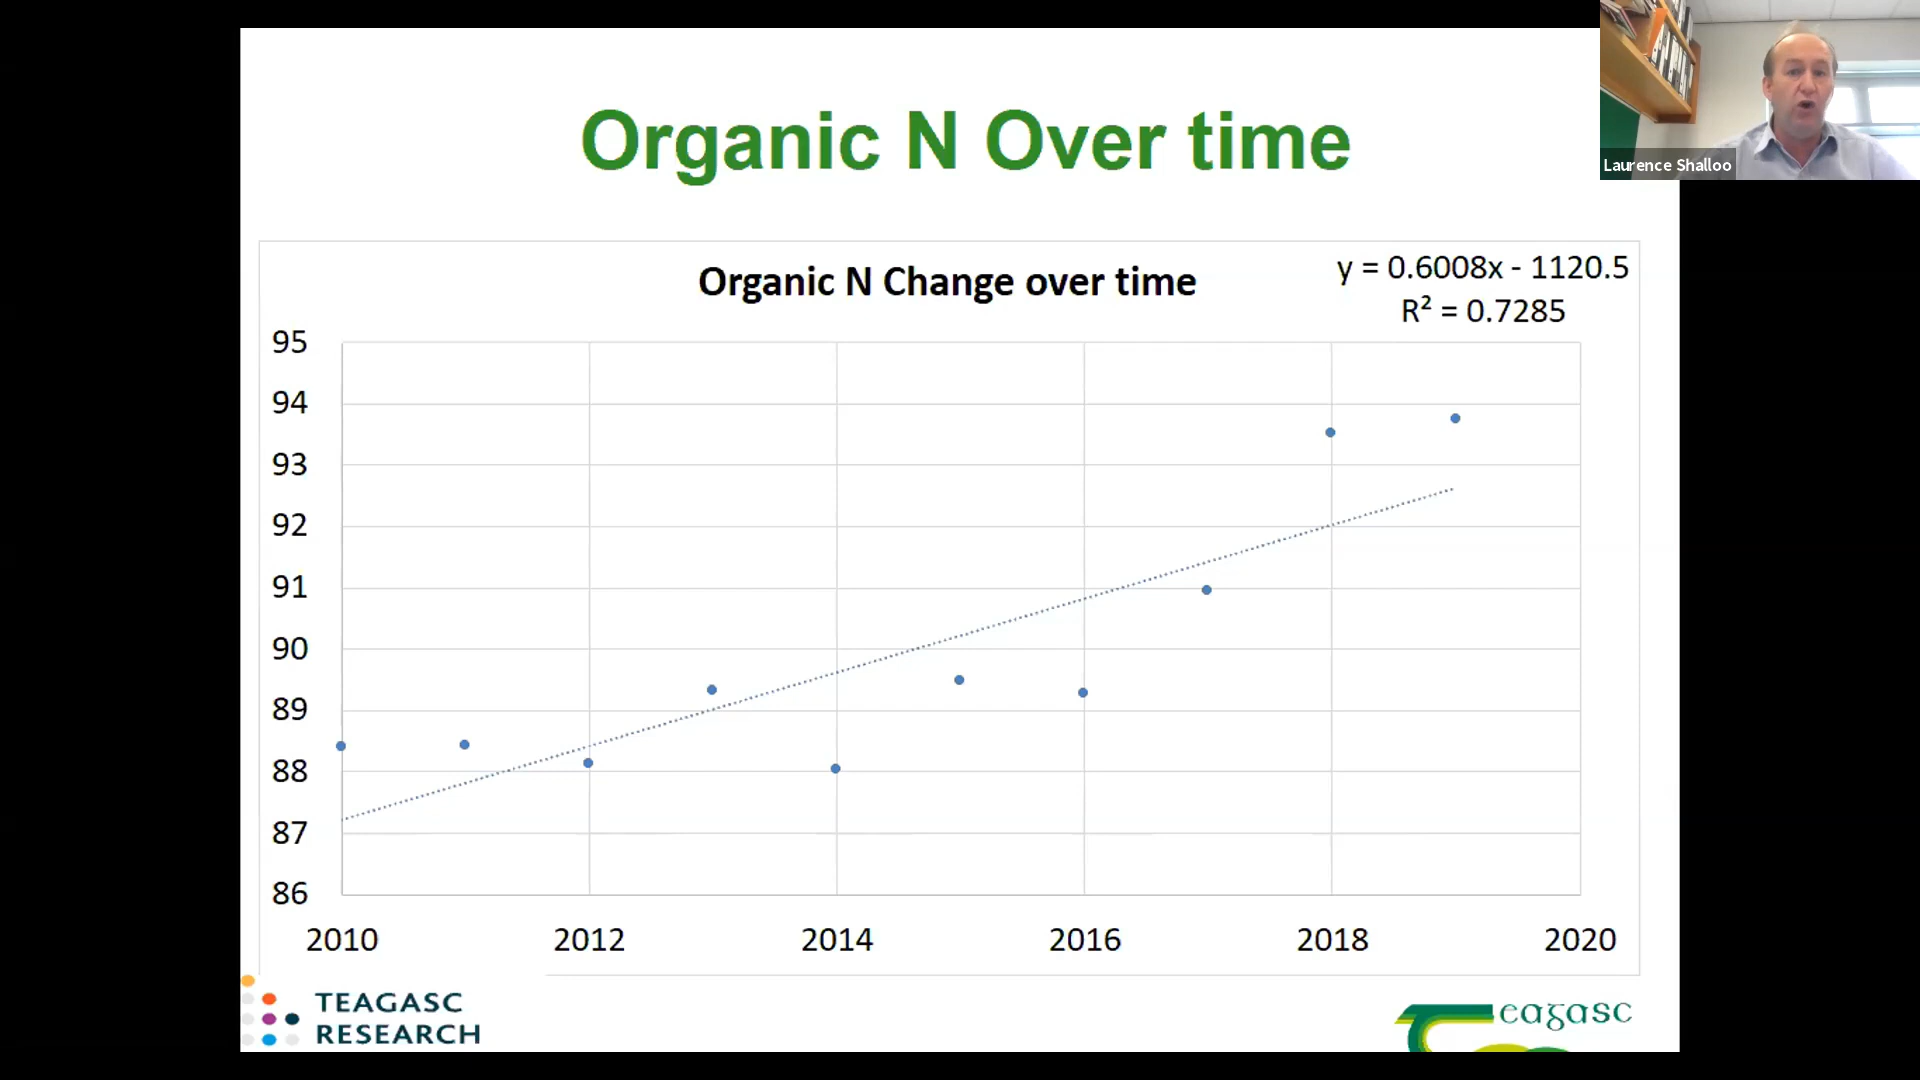 Organic N Over time
Laurence Shalloo
Organic N Change over time
y = 0.6008x - 1120.5
R² = 0.7285
95
94
93
92
91
90
89
88
87
86
2010 2012 2014 2016 2018 2020
TEAGASC
RESEARCH
eagasc